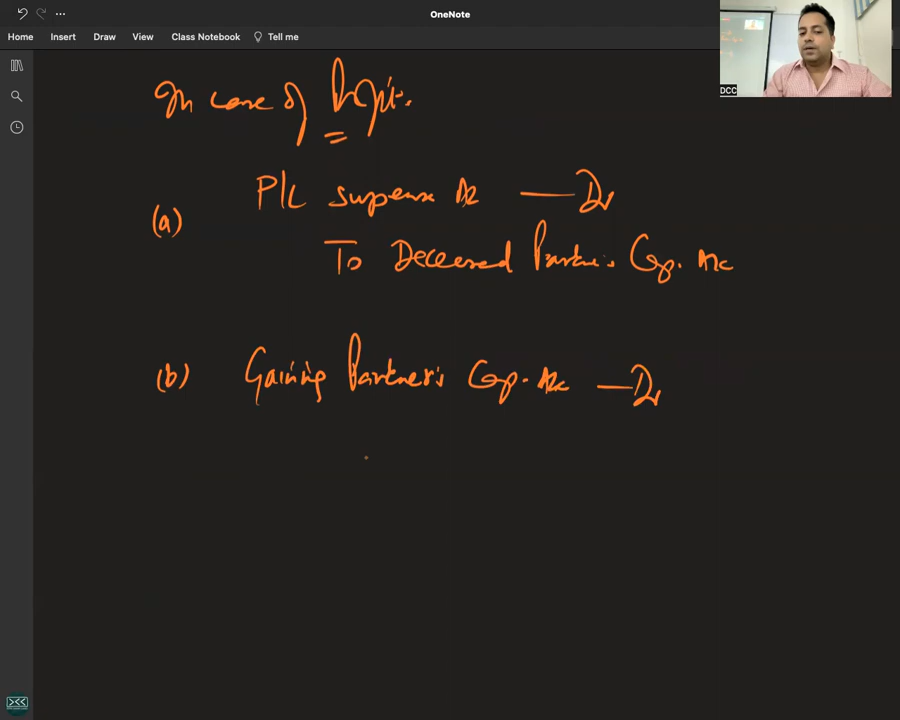 OneNote
Home Insert Draw View Class Notebook Tell me
DCC
In case of Profit.
(a) P/L suspense A/c — Dr
To Deceased Partner's Cap. A/c
(b) Gaining Partner's Cap. A/c — Dr